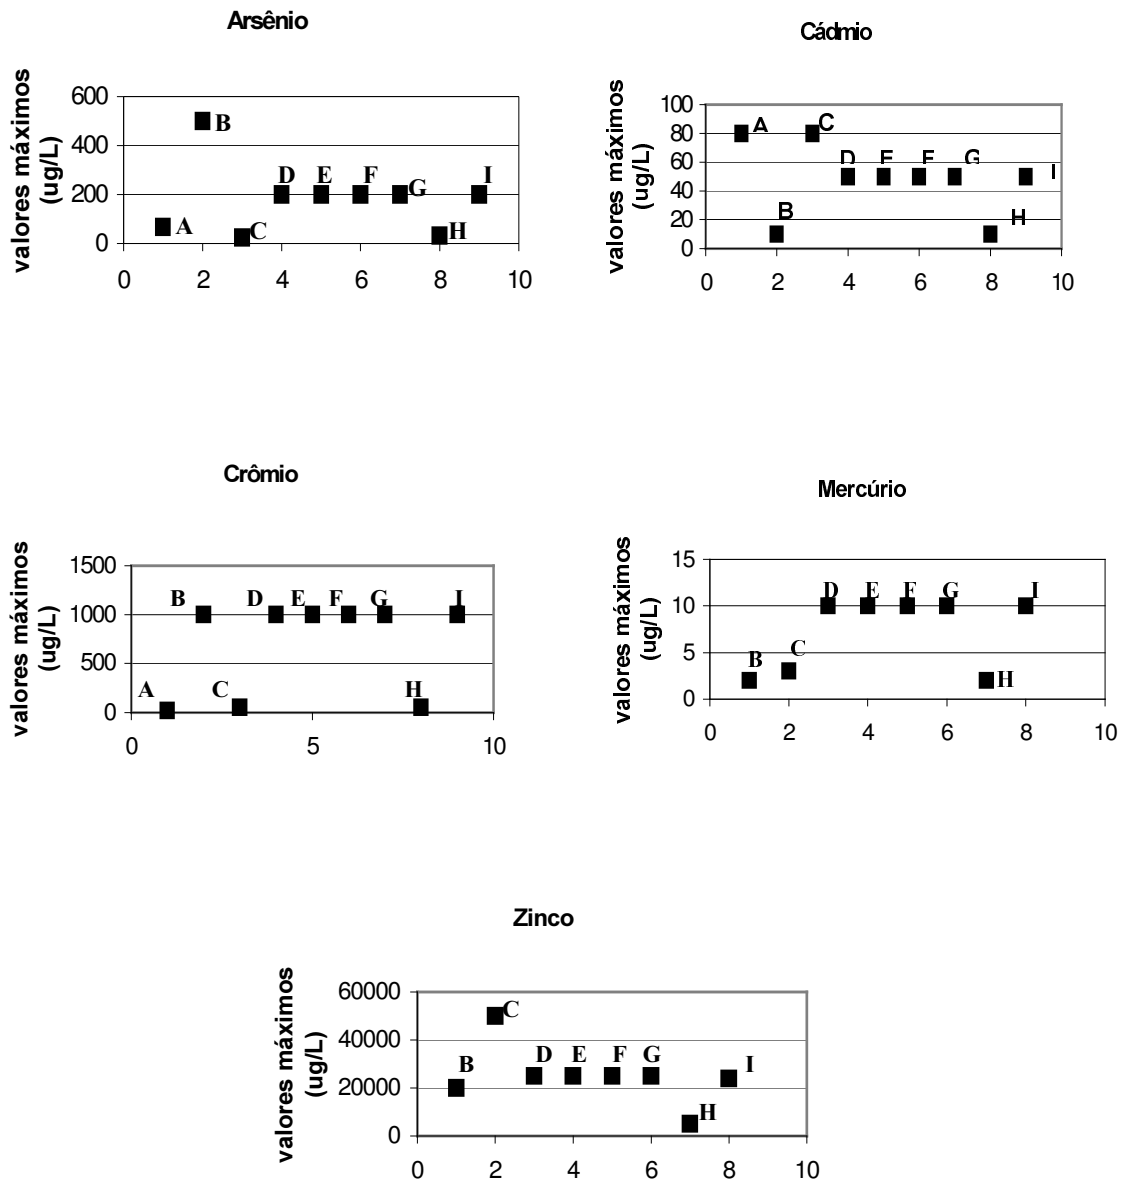 Arsênio
valores máximos
(ug/L)
600
400
200
0
0 2 4 6 8 10
A
B
C
D
E
F
G
H
I
Cádmio
valores máximos
(ug/L)
100
80
60
40
20
0
0 2 4 6 8 10
A
B
C
D
G
H
I
Crômio
valores máximos
(ug/L)
1500
1000
500
0
0 5 10
A
B
C
D
E
F
G
H
I
Mercúrio
valores máximos
(ug/L)
15
10
5
0
0 2 4 6 8 10
B
C
D
E
F
G
H
I
Zinco
valores máximos
(ug/L)
60000
40000
20000
0
0 2 4 6 8 10
B
C
D
E
F
G
H
I